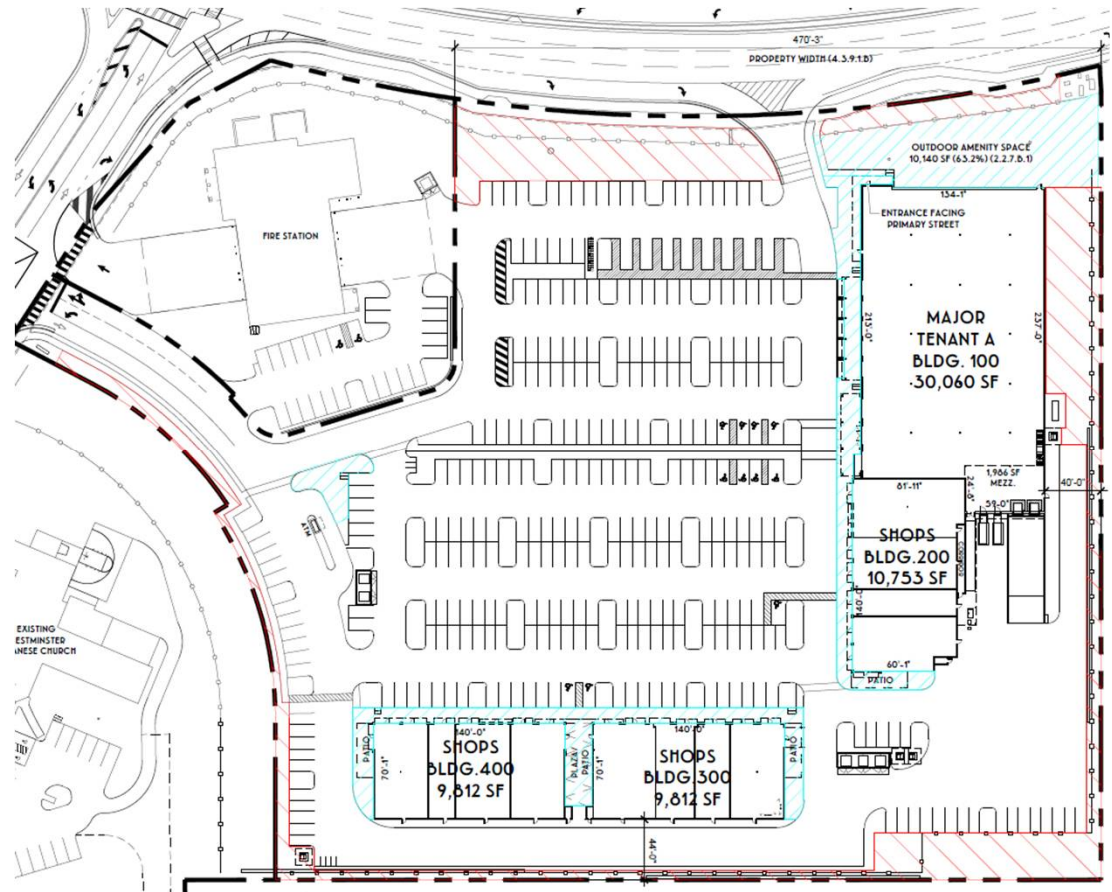 470'-3"
PROPERTY WIDTH (4.3.9.1.D)
OUTDOOR AMENITY SPACE
10,140 SF (63.2%) (2.2.7.D.1)
134'-1"
ENTRANCE FACING
PRIMARY STREET
FIRE STATION
MAJOR
TENANT A
BLDG. 100
30,060 SF
215'-0"
237'-0"
1,986 SF
MEZZ.
40'-0"
81'-11"
24'-8"
59'-0"
SHOPS
BLDG.200
10,753 SF
CORRIDOR
140'-0"
60'-1"
PATIO
ATM
EXISTING
ESTMINSTER
ANESE CHURCH
140'-0"
SHOPS
BLDG.400
9,812 SF
PATIO
70'-1"
PLAZA/
PATIO
70'-1"
140'-0"
SHOPS
BLDG.300
9,812 SF
PATIO
44'-0"